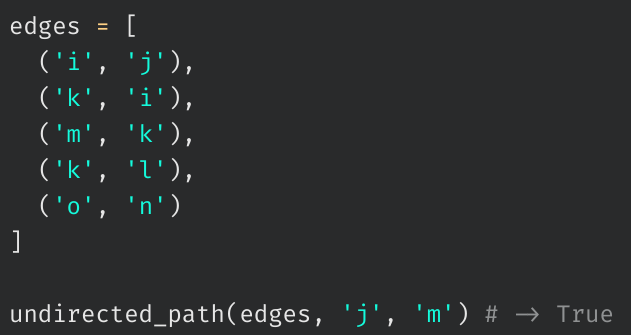 edges = [
  ('i', 'j'),
  ('k', 'i'),
  ('m', 'k'),
  ('k', 'l'),
  ('o', 'n')
]
undirected_path(edges, 'j', 'm') # -> True